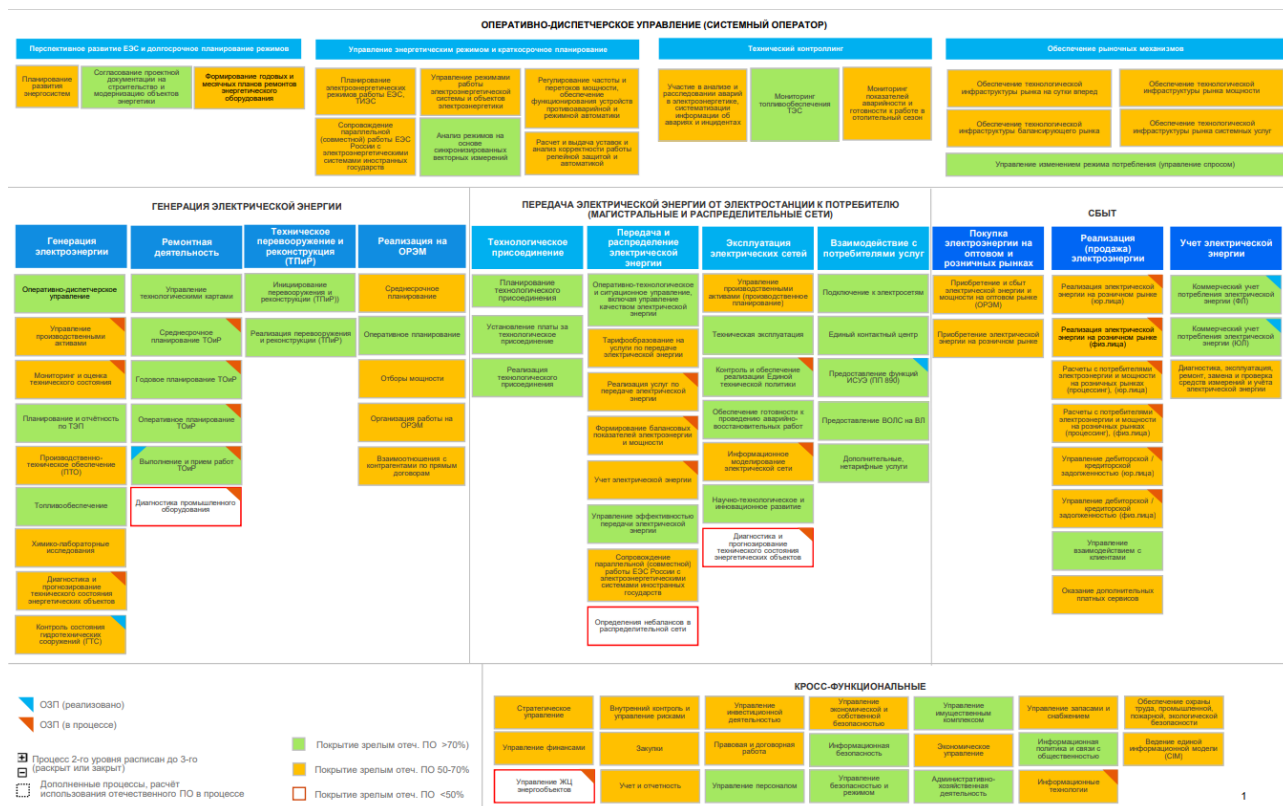 ОПЕРАТИВНО-ДИСПЕТЧЕРСКОЕ УПРАВЛЕНИЕ (СИСТЕМНЫЙ ОПЕРАТОР)
Перспективное развитие ЕЭС и долгосрочное планирование режимов
Планирование
развития
энергосистем
Согласование проектной
документации на
строительство и
модернизацию объектов
энергетики
Формирование годовых и
месячных планов ремонтов
энергетического
оборудования
Управление энергетическим режимом и краткосрочное планирование
Планирование
электроэнергетических
режимов работы ЕЭС,
ТИЭС
Управление режимами
работы
электроэнергетической
системы и объектов
электроэнергетики
Регулирование частоты и
перетоков мощности,
обеспечение
функционирования устройств
противоаварийной и
режимной автоматики
Сопровождение
параллельной
(совместной) работы ЕЭС
России с
электроэнергетическими
системами иностранных
государств
Анализ режимов на
основе
синхронизированных
векторных измерений
Расчет и выдача уставок и
анализ корректности работы
релейной защитой и
автоматикой
Технический контроллинг
Участие в анализе и
расследовании аварий
в электроэнергетике,
систематизации
информации об
авариях и инцидентах
Мониторинг
топливообеспечения
ТЭС
Мониторинг
показателей
аварийности и
готовности к работе в
отопительный сезон
Обеспечение рыночных механизмов
Обеспечение технологической
инфраструктуры рынка на сутки вперед
Обеспечение технологической
инфраструктуры рынка мощности
Обеспечение технологической
инфраструктуры балансирующего рынка
Обеспечение технологической
инфраструктуры рынка системных услуг
Управление изменением режима потребления (управление спросом)
ГЕНЕРАЦИЯ ЭЛЕКТРИЧЕСКОЙ ЭНЕРГИИ
Генерация
электроэнергии
Оперативно-диспетчерское
управление
Управление
производственными
активами
Мониторинг и оценка
технического состояния
Планирование и отчётность
по ТЭП
Производственно-
техническое обеспечение
(ПТО)
Топливообеспечение
Химико-лабораторные
исследования
Диагностика и
прогнозирование
технического состояния
энергетических объектов
Контроль состояния
гидротехнических
сооружений (ГТС)
Ремонтная
деятельность
Управление
технологическими картами
Среднесрочное
планирование ТОиР
Годовое планирование ТОиР
Оперативное планирование
ТОиР
Выполнение и прием работ
ТОиР
Диагностика промышленного
оборудования
Техническое
перевооружение и
реконструкция
(ТПиР)
Инициирование
перевооружение и
реконструкции (ТПиР))
Реализация перевооружения
и реконструкции (ТПиР)
Реализация на
ОРЭМ
Среднесрочное
планирование
Оперативное планирование
Отборы мощности
Организация работы на
ОРЭМ
Взаимоотношения с
контрагентами по прямым
договорам
ПЕРЕДАЧА ЭЛЕКТРИЧЕСКОЙ ЭНЕРГИИ ОТ ЭЛЕКТРОСТАНЦИИ К ПОТРЕБИТЕЛЮ
(МАГИСТРАЛЬНЫЕ И РАСПРЕДЕЛИТЕЛЬНЫЕ СЕТИ)
Технологическое
присоединение
Планирование
технологического
присоединения
Установление платы за
технологическое
присоединение
Реализация
технологического
присоединения
Передача и
распределение
электрической
энергии
Оперативно-технологическое
и ситуационное управление,
включая управление
качеством электрической
энергии
Тарифообразование на
услуги по передаче
электрической энергии
Реализация услуг по
передаче электрической
энергии
Формирование балансовых
показателей электроэнергии
и мощности
Учет электрической энергии
Управление эффективностью
передачи электрической
энергии
Сопровождение
параллельной (совместной)
работы ЕЭС России с
электроэнергетическими
системами иностранных
государств
Определения небалансов в
распределительной сети
Эксплуатация
электрических сетей
Управление
производственными
активами (производственное
планирование)
Техническая эксплуатация
Контроль и обеспечение
реализации Единой
технической политики
Обеспечение готовности к
проведению аварийно-
восстановительных работ
Информационное
моделирование
электрической сети
Научно-технологическое и
инновационное развитие
Диагностика и
прогнозирование
технического состояния
энергетических объектов
Взаимодействие с
потребителями услуг
Подключение к электросетям
Единый контактный центр
Предоставление функций
ИСУЭ (ПП 890)
Предоставление ВОЛС на ВЛ
Дополнительные,
нетарифные услуги
СБЫТ
Покупка
электроэнергии на
оптовом и
розничных рынках
Приобретения и сбыт
электрической энергии и
мощности на оптовом рынке
(ОРЭМ)
Приобретение электрической
энергии на розничном рынке
Реализация
(продажа)
электроэнергии
Реализация электрической
энергии на розничном рынке
(юр.лица)
Реализация электрической
энергии на розничном рынке
(физ.лица)
Расчеты с потребителями
электроэнергии и мощности
на розничных рынках
(процессинг), (юр.лица)
Расчеты с потребителями
электроэнергии и мощности
на розничных рынках
(процессинг), (физ.лица)
Управление дебиторской /
кредиторской
задолженностью (юр.лица)
Управление дебиторской /
кредиторской
задолженностью (физ.лица)
Управление
взаимодействием с
клиентами
Оказание дополнительных
платных сервисов
Учет электрической
энергии
Коммерческий учет
потребления электрической
энергии (ФЛ)
Коммерческий учет
потребления электрической
энергии (ЮЛ)
Диагностика, эксплуатация,
ремонт, замена и проверка
средств измерений и учёта
электрической энергии
ОЗП (реализовано)
ОЗП (в процессе)
Процесс 2-го уровня расписан до 3-го
(раскрыт или закрыт)
Дополненные процессы, расчёт
использования отечественного ПО в процессе
Покрытие зрелым отеч. ПО >70%)
Покрытие зрелым отеч. ПО 50-70%
Покрытие зрелым отеч. ПО <50%
КРОСС-ФУНКЦИОНАЛЬНЫЕ
Стратегическое
управление
Внутренний контроль и
управление рисками
Управление
инвестиционной
деятельностью
Управление
экономической и
собственной
безопасностью
Управление
имущественным
комплексом
Управление запасами и
снабжением
Обеспечение охраны
труда, промышленной,
пожарной, экологической
безопасности
Управление финансами
Закупки
Правовая и договорная
работа
Информационная
безопасность
Экономическое
управление
Информационная
политика и связи с
общественностью
Ведение единой
информационной модели
(CIM)
Управление ЖЦ
энергообъектов
Учет и отчетность
Управление персоналом
Управление
безопасностью и
режимом
Административно-
хозяйственная
деятельность
Информационные
технологии
1